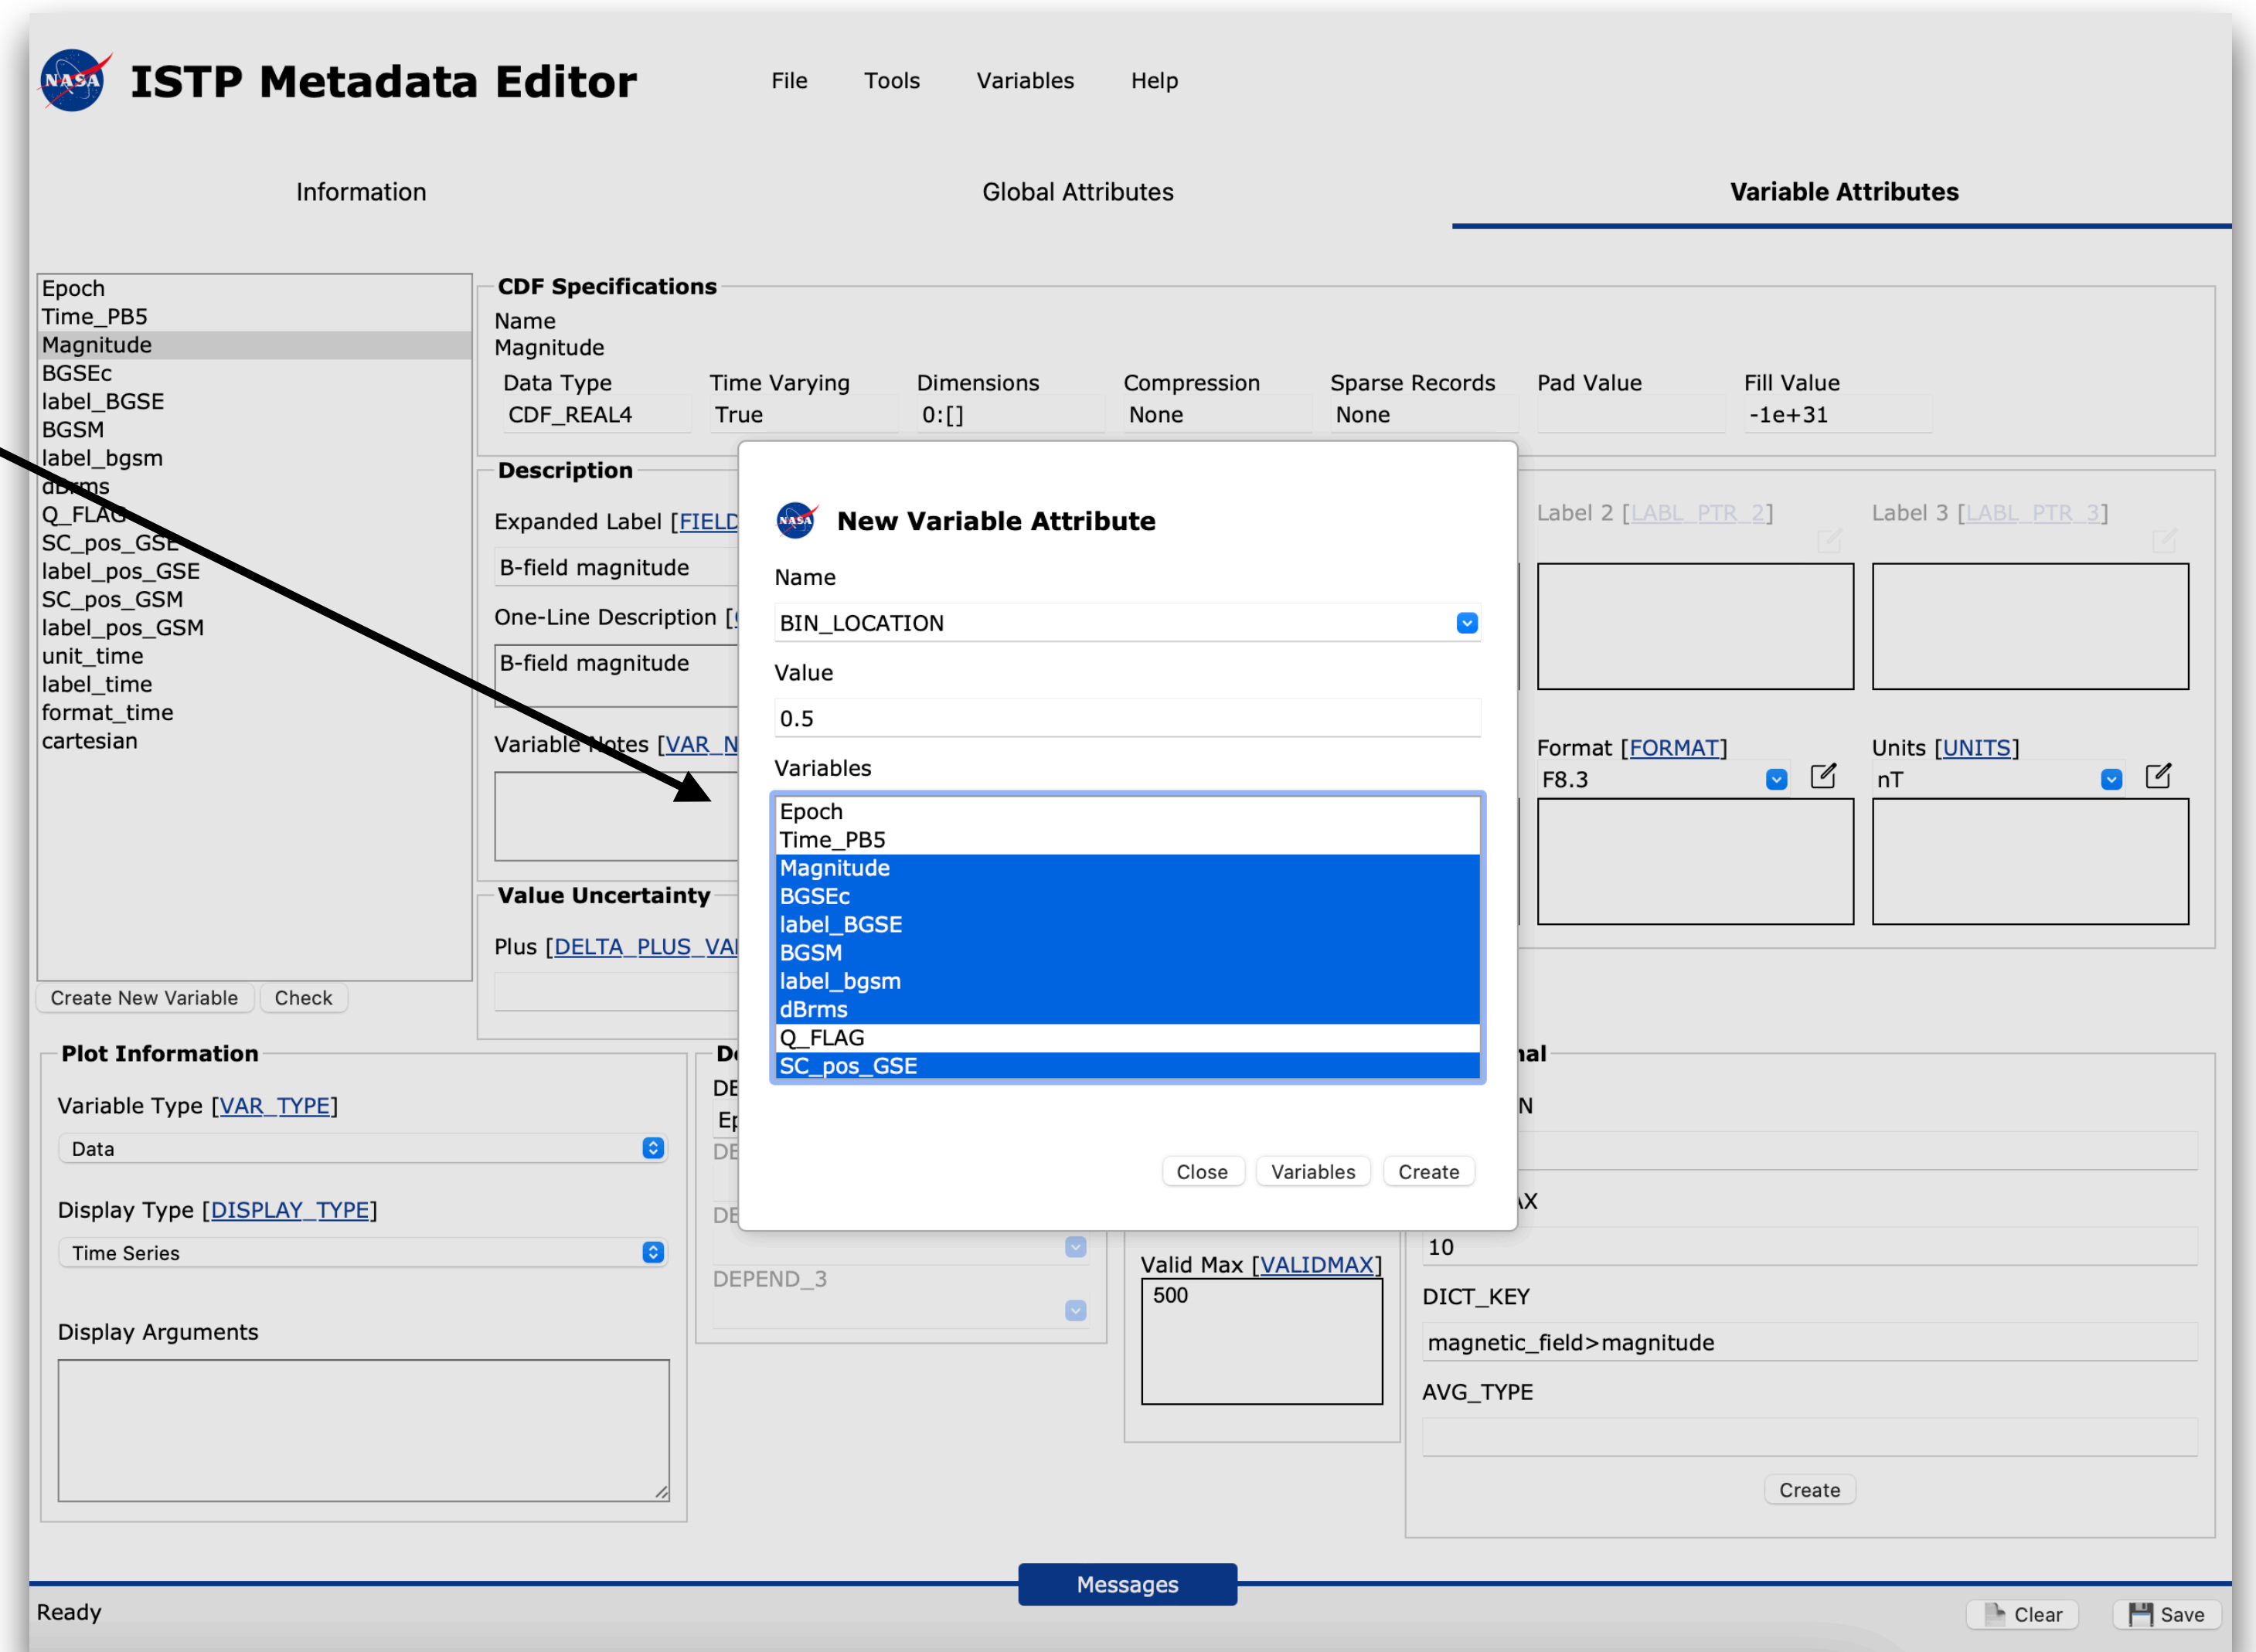 NASA ISTP Metadata Editor
File Tools Variables Help
Information Global Attributes Variable Attributes
Epoch
Time_PB5
Magnitude
BGSEc
label_BGSE
BGSM
label_bgsm
dBrms
Q_FLAG
SC_pos_GSE
label_pos_GSE
SC_pos_GSM
label_pos_GSM
unit_time
label_time
format_time
cartesian
Create New Variable Check
CDF Specifications
Name
Magnitude
Data Type Time Varying Dimensions Compression Sparse Records Pad Value Fill Value
CDF_REAL4 True 0:[] None None -1e+31
Description
Expanded Label [FIELD
B-field magnitude
One-Line Description [
B-field magnitude
Variable Notes [VAR_N
Value Uncertainty
Plus [DELTA_PLUS_VA
Label 2 [LABL_PTR_2] Label 3 [LABL_PTR_3]
Format [FORMAT] Units [UNITS]
F8.3 nT
NASA New Variable Attribute
Name
BIN_LOCATION
Value
0.5
Variables
Epoch
Time_PB5
Magnitude
BGSEc
label_BGSE
BGSM
label_bgsm
dBrms
Q_FLAG
SC_pos_GSE
Close Variables Create
Plot Information
Variable Type [VAR_TYPE]
Data
Display Type [DISPLAY_TYPE]
Time Series
Display Arguments
DE
Ep
DE
DE
DEPEND_3
Valid Max [VALIDMAX]
500
nal
N
AX
10
DICT_KEY
magnetic_field>magnitude
AVG_TYPE
Create
Messages
Ready Clear Save